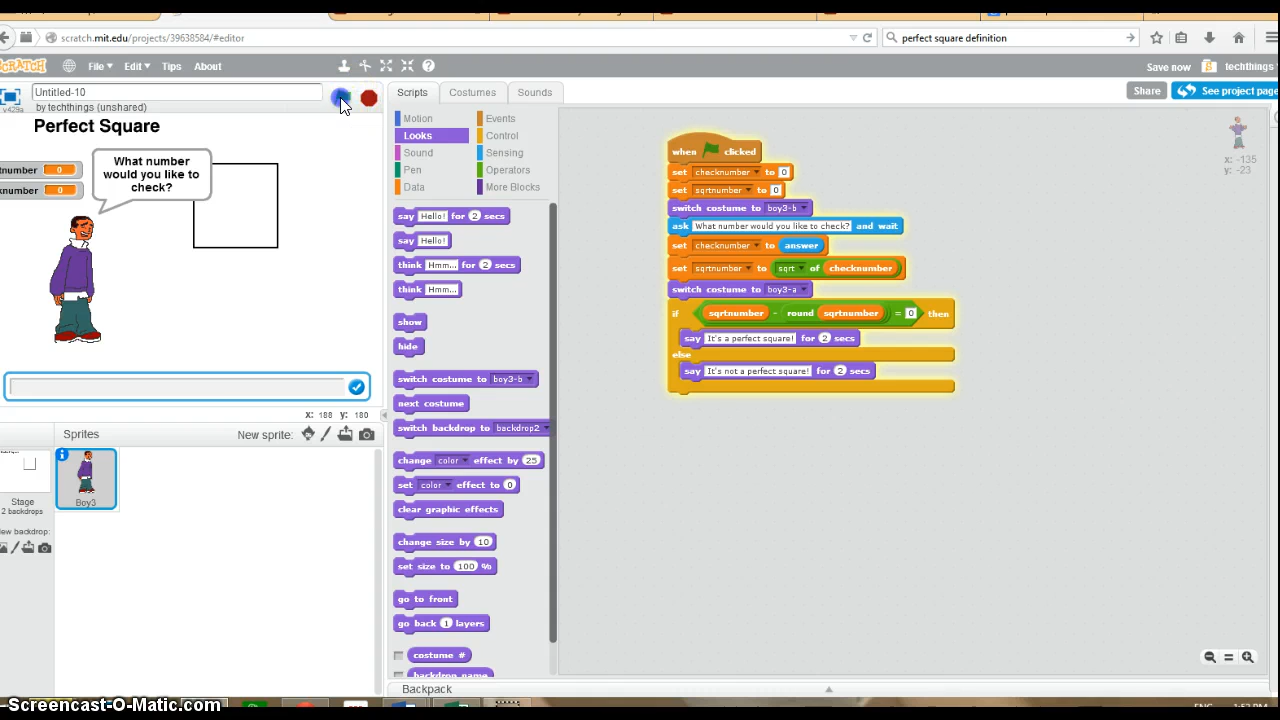 scratch.mit.edu/projects/39638584/#editor
perfect square definition
File
Edit
Tips
About
Save now
techthings
Untitled-10
by techthings (unshared)
v429a
Scripts
Costumes
Sounds
Share
See project page
Perfect Square
What number
would you like to
check?
rtnumber 0
knumber 0
Motion
Events
Looks
Control
Sound
Sensing
Pen
Operators
Data
More Blocks
say Hello! for 2 secs
say Hello!
think Hmm... for 2 secs
think Hmm...
show
hide
switch costume to boy3-b
next costume
switch backdrop to backdrop2
change color effect by 25
set color effect to 0
clear graphic effects
change size by 10
set size to 100 %
go to front
go back 1 layers
costume #
backdrop name
when clicked
set checknumber to 0
set sqrtnumber to 0
switch costume to boy3-b
ask What number would you like to check? and wait
set checknumber to answer
set sqrtnumber to sqrt of checknumber
switch costume to boy3-a
if sqrtnumber - round sqrtnumber = 0 then
say It's a perfect square! for 2 secs
else
say It's not a perfect square! for 2 secs
x: -135
y: -23
x: 188 y: 180
Sprites
New sprite:
Stage
2 backdrops
New backdrop:
Boy3
Backpack
Screencast-O-Matic.com
ENG
1:52 PM